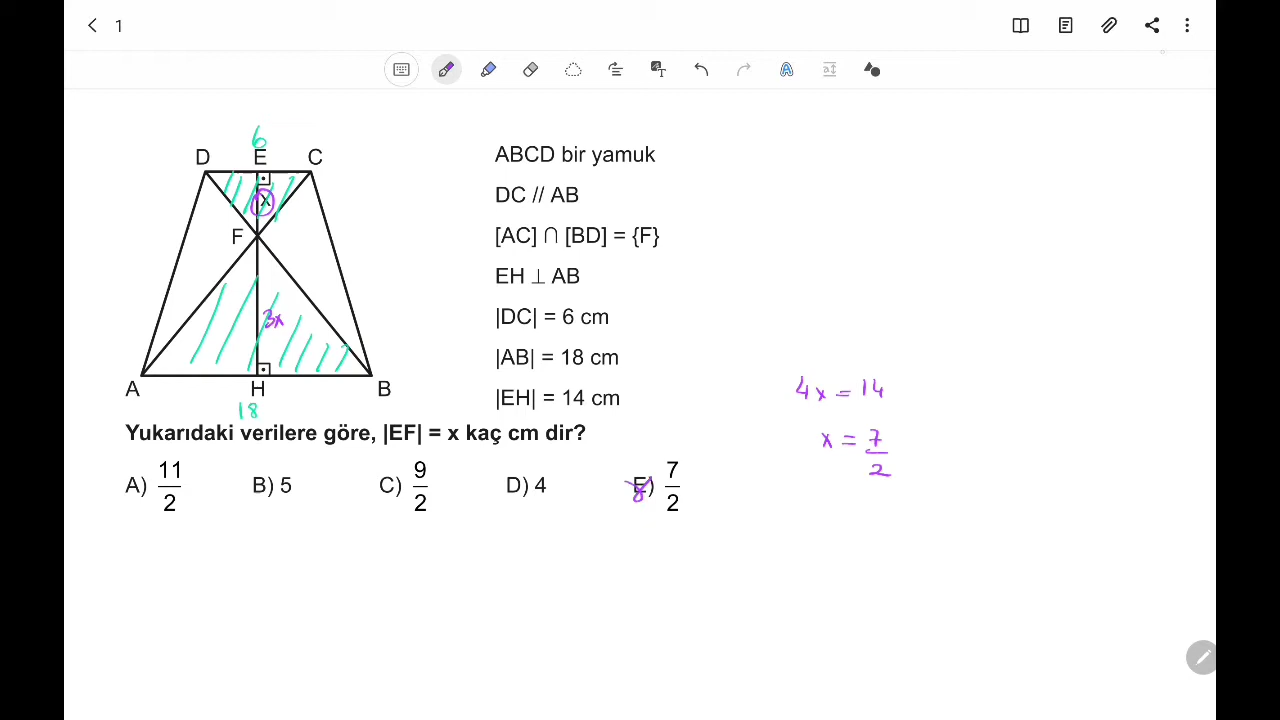 1
6
D E C
x
F
3x
A H B
18
ABCD bir yamuk
DC // AB
[AC] ∩ [BD] = {F}
EH ⊥ AB
|DC| = 6 cm
|AB| = 18 cm
|EH| = 14 cm
4x = 14
x = 7/2
Yukarıdaki verilere göre, |EF| = x kaç cm dir?
A) 11/2 B) 5 C) 9/2 D) 4 E) 7/2